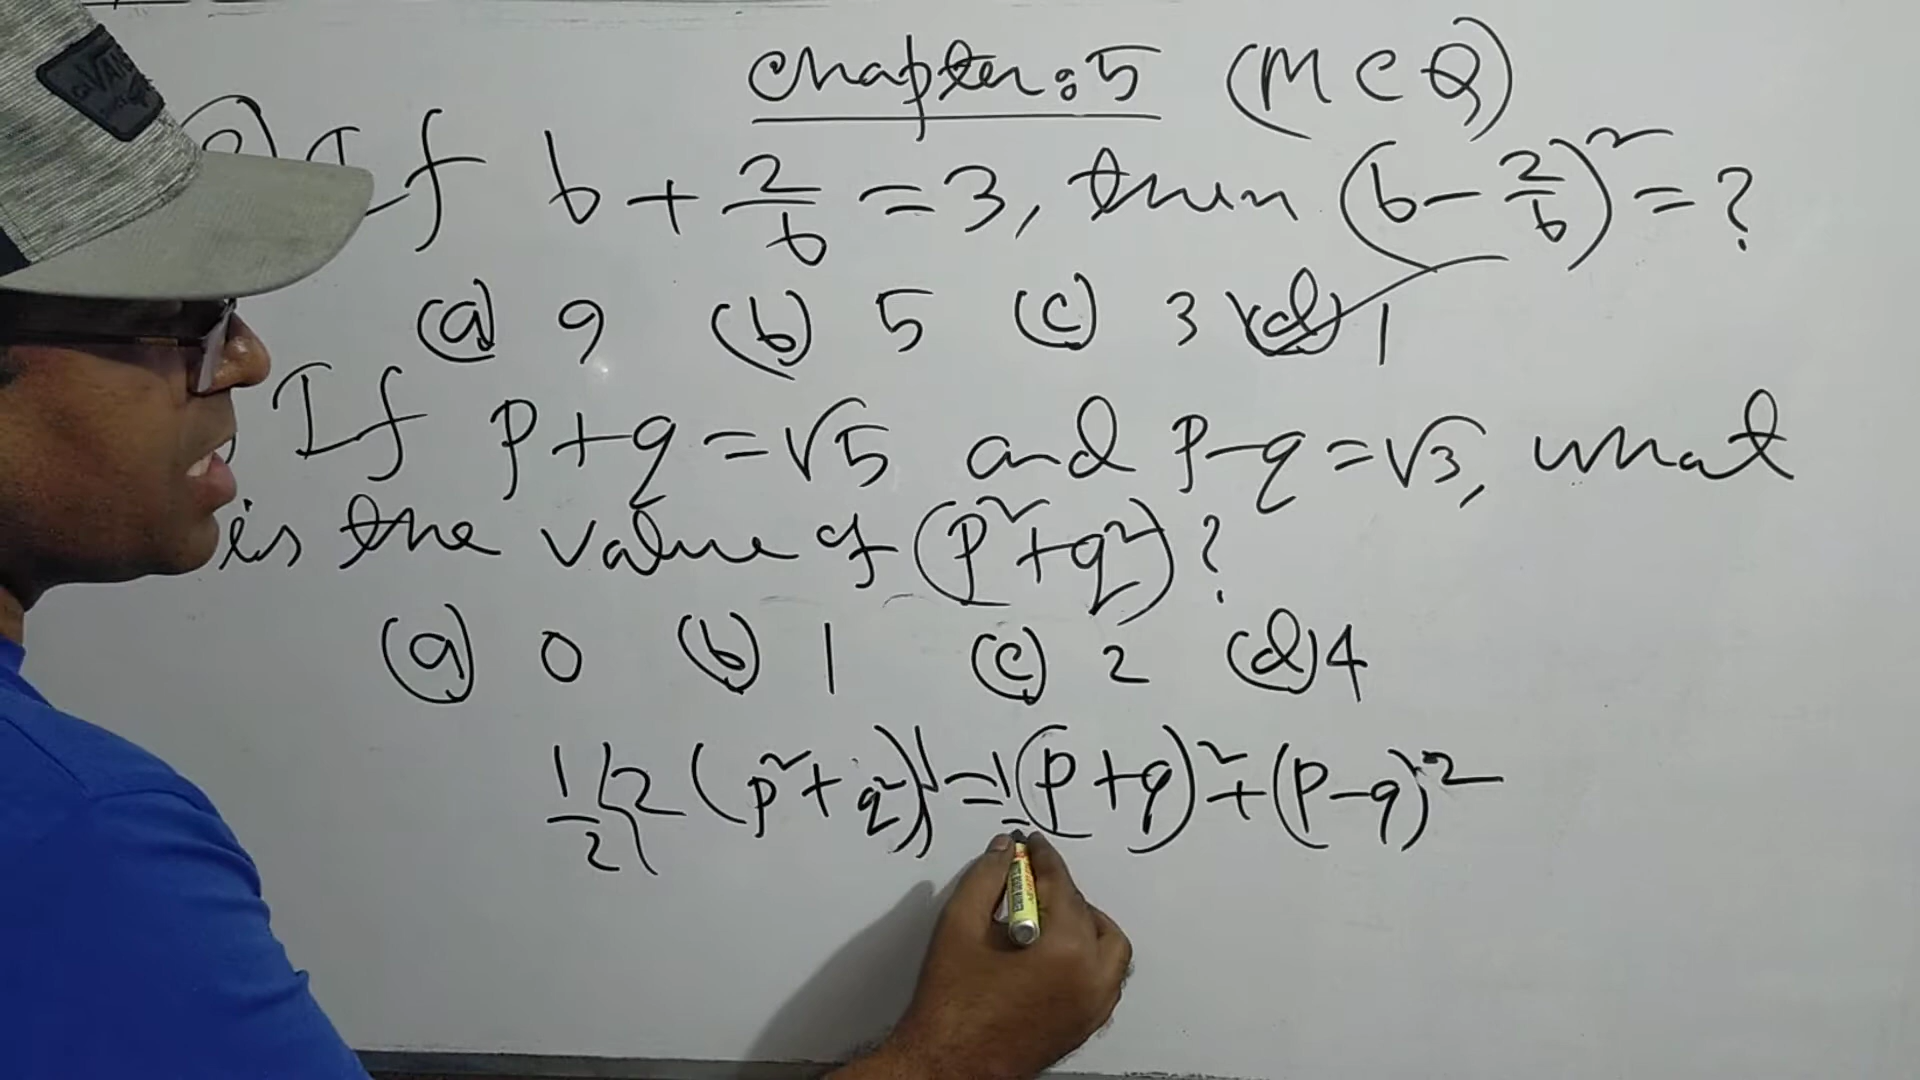 chapter:5 (MCQ)
If b + 2/b = 3, then (b - 2/b)² = ?
(a) 9 (b) 5 (c) 3 (d) 1
If p+q = √5 and p-q = √3, what
is the value of (p²+q²)?
(a) 0 (b) 1 (c) 2 (d) 4
1/2 2 (p²+q²) = 1 (p+q)² + (p-q)²